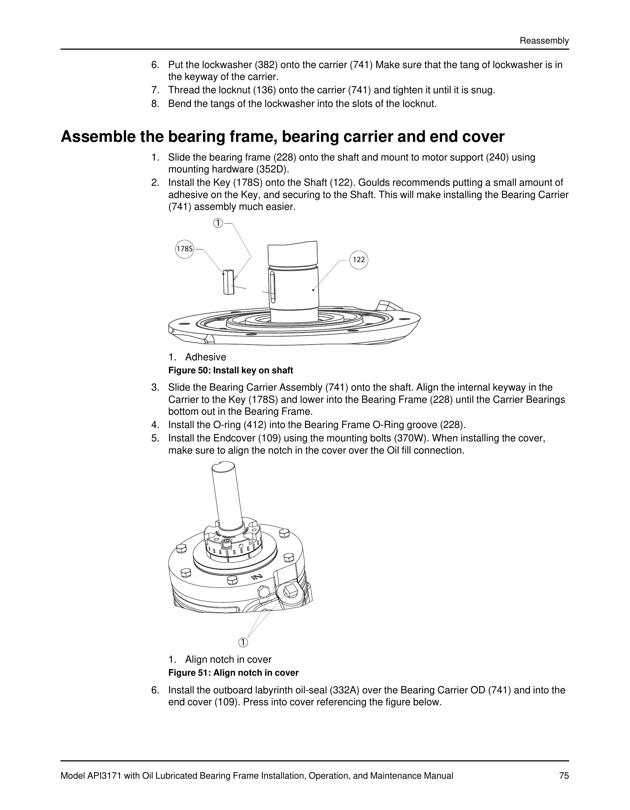 Reassembly
6. Put the lockwasher (382) onto the carrier (741) Make sure that the tang of lockwasher is in
the keyway of the carrier.
7. Thread the locknut (136) onto the carrier (741) and tighten it until it is snug.
8. Bend the tangs of the lockwasher into the slots of the locknut.
Assemble the bearing frame, bearing carrier and end cover
1. Slide the bearing frame (228) onto the shaft and mount to motor support (240) using
mounting hardware (352D).
2. Install the Key (178S) onto the Shaft (122). Goulds recommends putting a small amount of
adhesive on the Key, and securing to the Shaft. This will make installing the Bearing Carrier
(741) assembly much easier.
1
178S
122
1. Adhesive
Figure 50: Install key on shaft
3. Slide the Bearing Carrier Assembly (741) onto the shaft. Align the internal keyway in the
Carrier to the Key (178S) and lower into the Bearing Frame (228) until the Carrier Bearings
bottom out in the Bearing Frame.
4. Install the O-ring (412) into the Bearing Frame O-Ring groove (228).
5. Install the Endcover (109) using the mounting bolts (370W). When installing the cover,
make sure to align the notch in the cover over the Oil fill connection.
IN
1
1. Align notch in cover
Figure 51: Align notch in cover
6. Install the outboard labyrinth oil-seal (332A) over the Bearing Carrier OD (741) and into the
end cover (109). Press into cover referencing the figure below.
Model API3171 with Oil Lubricated Bearing Frame Installation, Operation, and Maintenance Manual 75